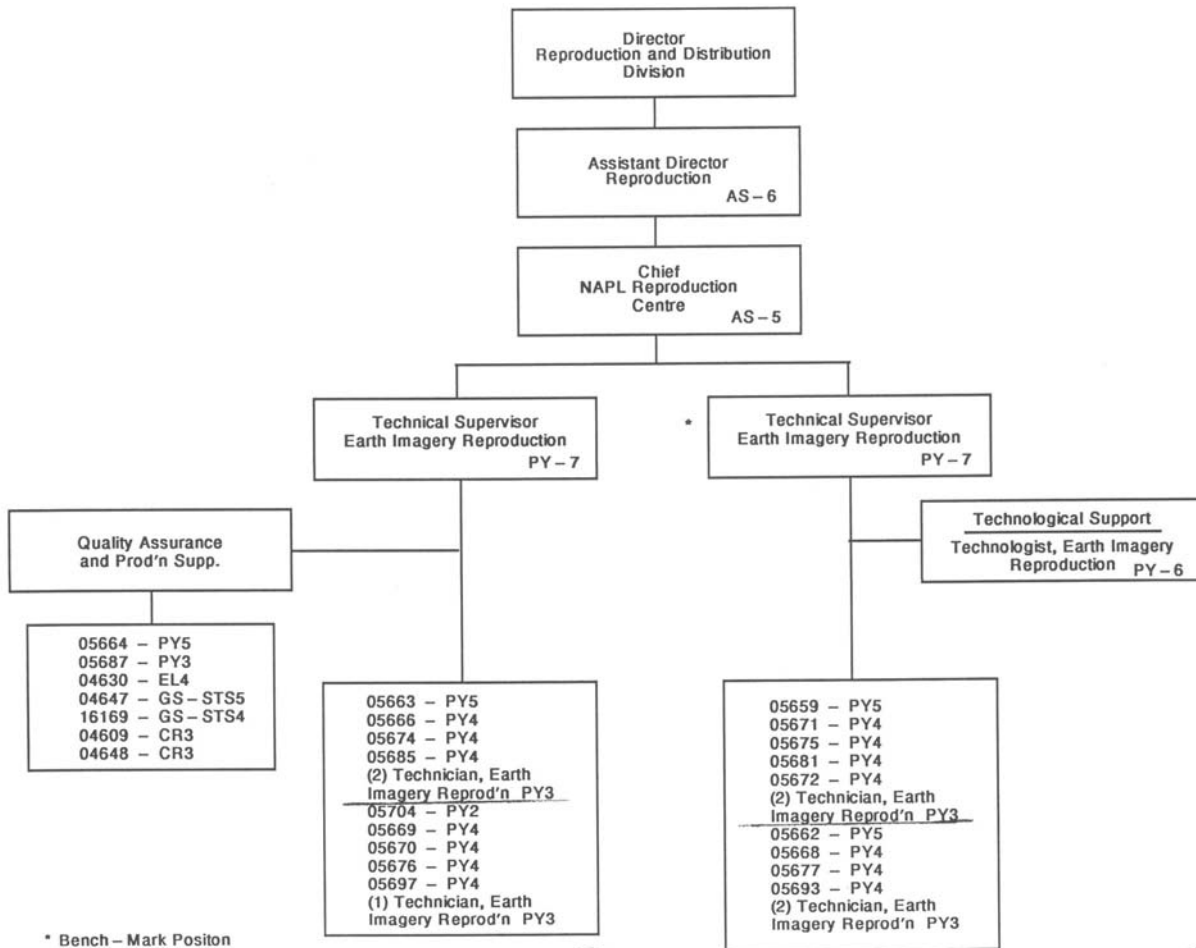 Director
Reproduction and Distribution
Division
Assistant Director
Reproduction
AS – 6
Chief
NAPL Reproduction
Centre
AS – 5
Technical Supervisor
Earth Imagery Reproduction
PY – 7
*
Technical Supervisor
Earth Imagery Reproduction
PY – 7
Quality Assurance
and Prod'n Supp.
Technological Support
Technologist, Earth Imagery
Reproduction PY – 6
05664 – PY5
05687 – PY3
04630 – EL4
04647 – GS – STS5
16169 – GS – STS4
04609 – CR3
04648 – CR3
05663 – PY5
05666 – PY4
05674 – PY4
05685 – PY4
(2) Technician, Earth
Imagery Reprod'n PY3
05704 – PY2
05669 – PY4
05670 – PY4
05676 – PY4
05697 – PY4
(1) Technician, Earth
Imagery Reprod'n PY3
05659 – PY5
05671 – PY4
05675 – PY4
05681 – PY4
05672 – PY4
(2) Technician, Earth
Imagery Reprod'n PY3
05662 – PY5
05668 – PY4
05677 – PY4
05693 – PY4
(2) Technician, Earth
Imagery Reprod'n PY3
* Bench – Mark Positon